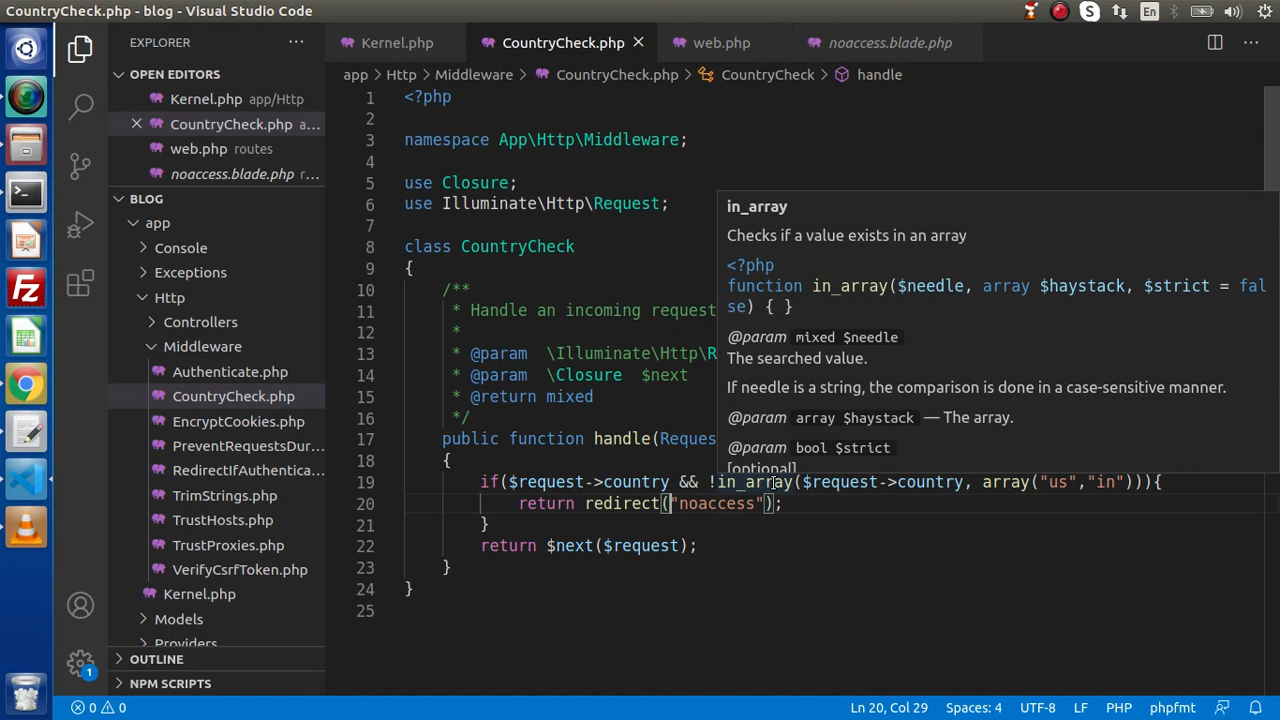 CountryCheck.php - blog - Visual Studio Code
En
EXPLORER
OPEN EDITORS
Kernel.php app/Http
CountryCheck.php a...
web.php routes
noaccess.blade.php r...
BLOG
app
Console
Exceptions
Http
Controllers
Middleware
Authenticate.php
CountryCheck.php
EncryptCookies.php
PreventRequestsDur...
RedirectIfAuthentica...
TrimStrings.php
TrustHosts.php
TrustProxies.php
VerifyCsrfToken.php
Kernel.php
Models
Providers
OUTLINE
NPM SCRIPTS
1
Kernel.php CountryCheck.php web.php noaccess.blade.php
app Http Middleware CountryCheck.php CountryCheck handle
1 <?php
2
3 namespace App\Http\Middleware;
4
5 use Closure;
6 use Illuminate\Http\Request;
7
8 class CountryCheck
9 {
10 /**
11 * Handle an incoming request
12 *
13 * @param \Illuminate\Http\R
14 * @param \Closure $next
15 * @return mixed
16 */
17 public function handle(Reques
18 {
19 if($request->country && !in_array($request->country, array("us","in"))){
20 return redirect("noaccess");
21 }
22 return $next($request);
23 }
24 }
25
in_array
Checks if a value exists in an array
<?php
function in_array($needle, array $haystack, $strict = fal
se) { }
@param mixed $needle
The searched value.
If needle is a string, the comparison is done in a case-sensitive manner.
@param array $haystack — The array.
@param bool $strict
[optional]
0 0 Ln 20, Col 29 Spaces: 4 UTF-8 LF PHP phpfmt